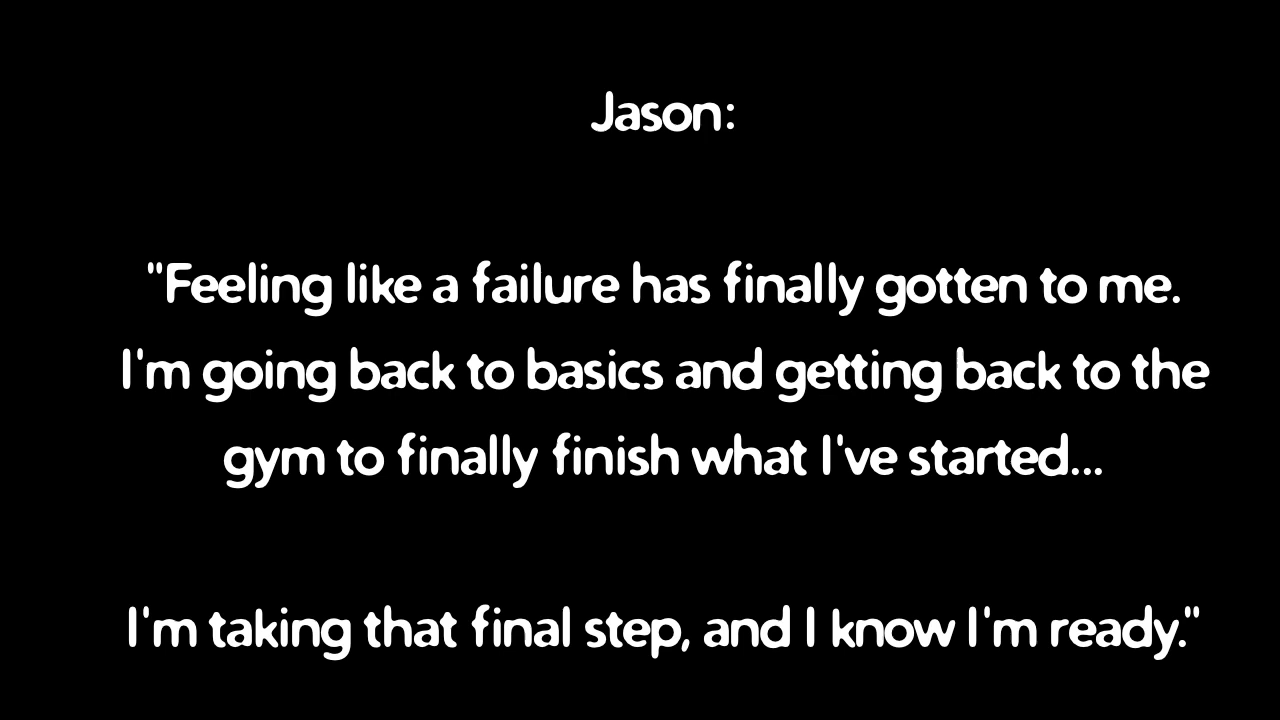 Jason:
"Feeling like a failure has finally gotten to me.
I'm going back to basics and getting back to the
gym to finally finish what I've started...
I'm taking that final step, and I know I'm ready."